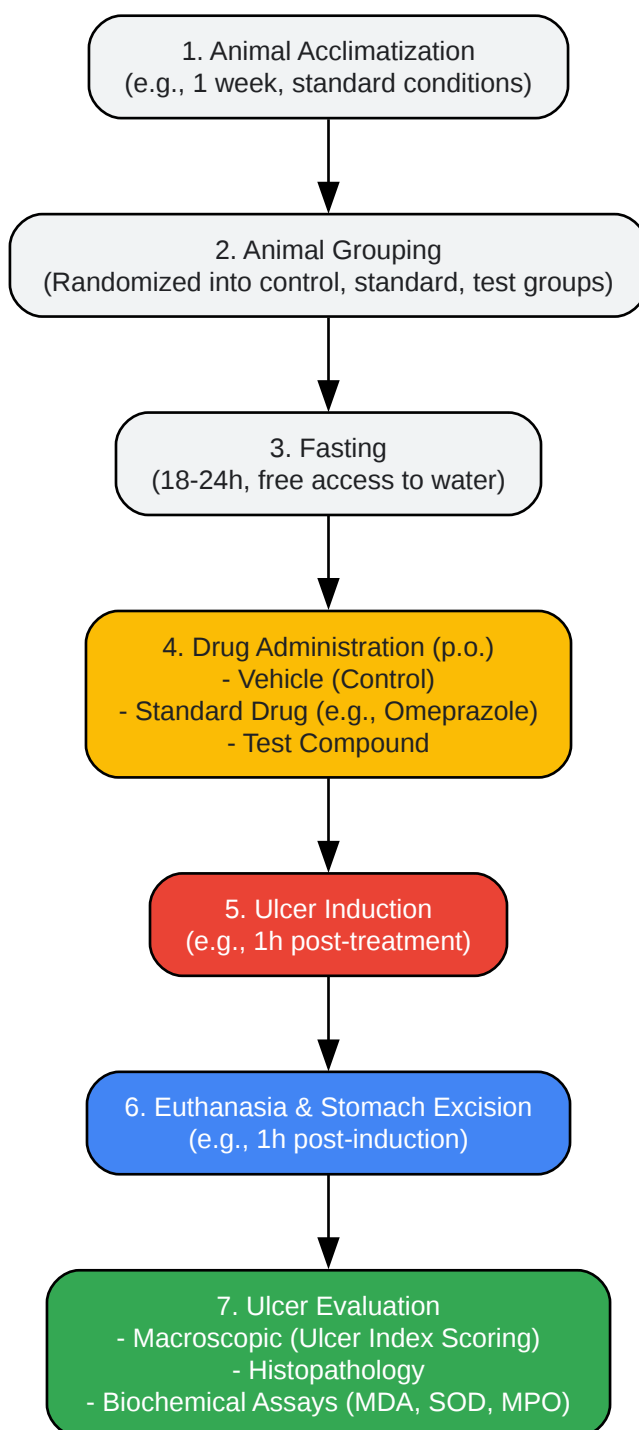 1. Animal Acclimatization
(e.g., 1 week, standard conditions)
2. Animal Grouping
(Randomized into control, standard, test groups)
3. Fasting
(18-24h, free access to water)
4. Drug Administration (p.o.)
- Vehicle (Control)
- Standard Drug (e.g., Omeprazole)
- Test Compound
5. Ulcer Induction
(e.g., 1h post-treatment)
6. Euthanasia & Stomach Excision
(e.g., 1h post-induction)
7. Ulcer Evaluation
- Macroscopic (Ulcer Index Scoring)
- Histopathology
- Biochemical Assays (MDA, SOD, MPO)